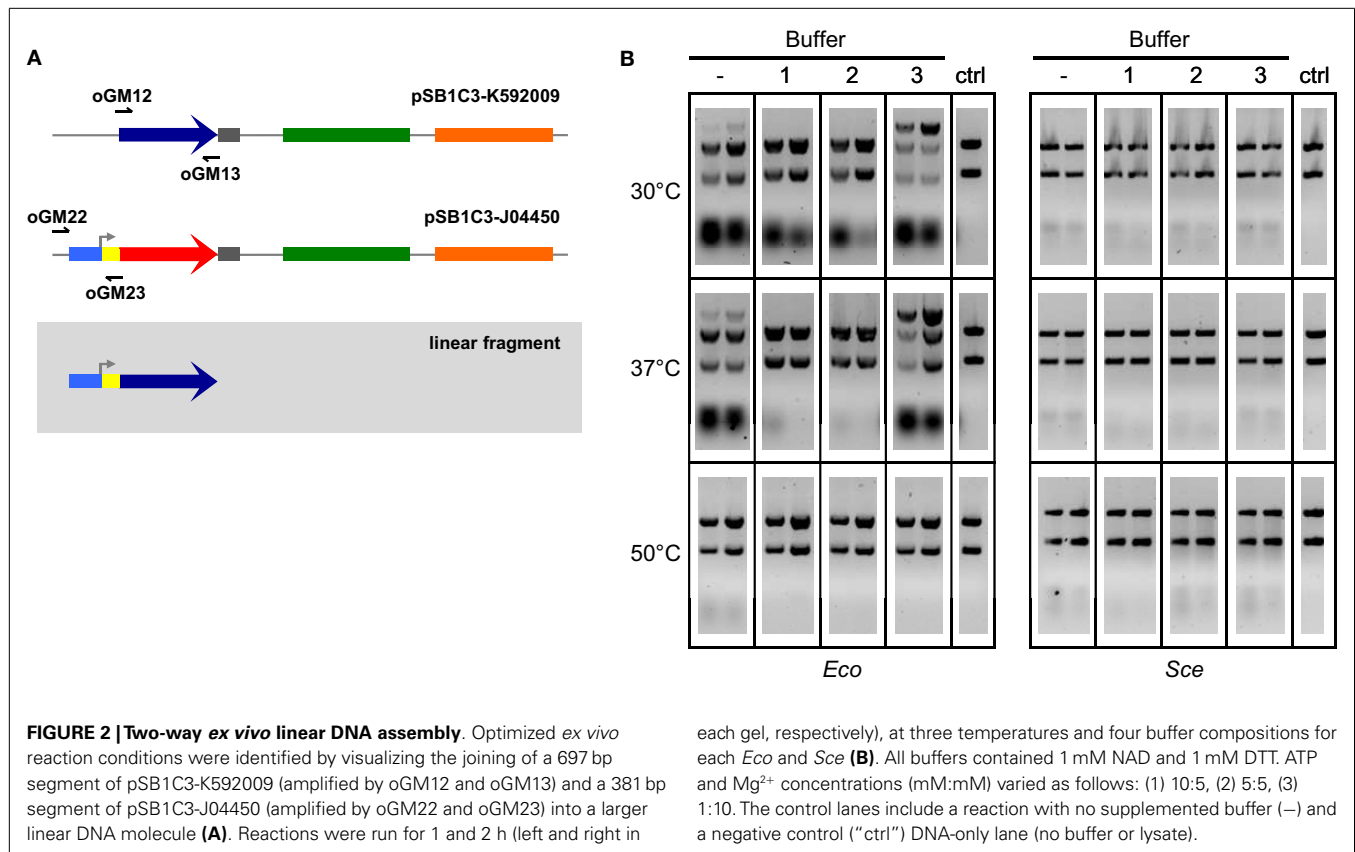 A
oGM12
pSB1C3-K592009
oGM13
oGM22
pSB1C3-J04450
oGM23
linear fragment
B
Buffer
- 1 2 3 ctrl
Buffer
- 1 2 3 ctrl
30°C
37°C
50°C
Eco
Sce
FIGURE 2 | Two-way ex vivo linear DNA assembly. Optimized ex vivo
reaction conditions were identified by visualizing the joining of a 697 bp
segment of pSB1C3-K592009 (amplified by oGM12 and oGM13) and a 381 bp
segment of pSB1C3-J04450 (amplified by oGM22 and oGM23) into a larger
linear DNA molecule (A). Reactions were run for 1 and 2 h (left and right in
each gel, respectively), at three temperatures and four buffer compositions for
each Eco and Sce (B). All buffers contained 1 mM NAD and 1 mM DTT. ATP
and Mg²⁺ concentrations (mM:mM) varied as follows: (1) 10:5, (2) 5:5, (3)
1:10. The control lanes include a reaction with no supplemented buffer (−) and
a negative control (“ctrl”) DNA-only lane (no buffer or lysate).